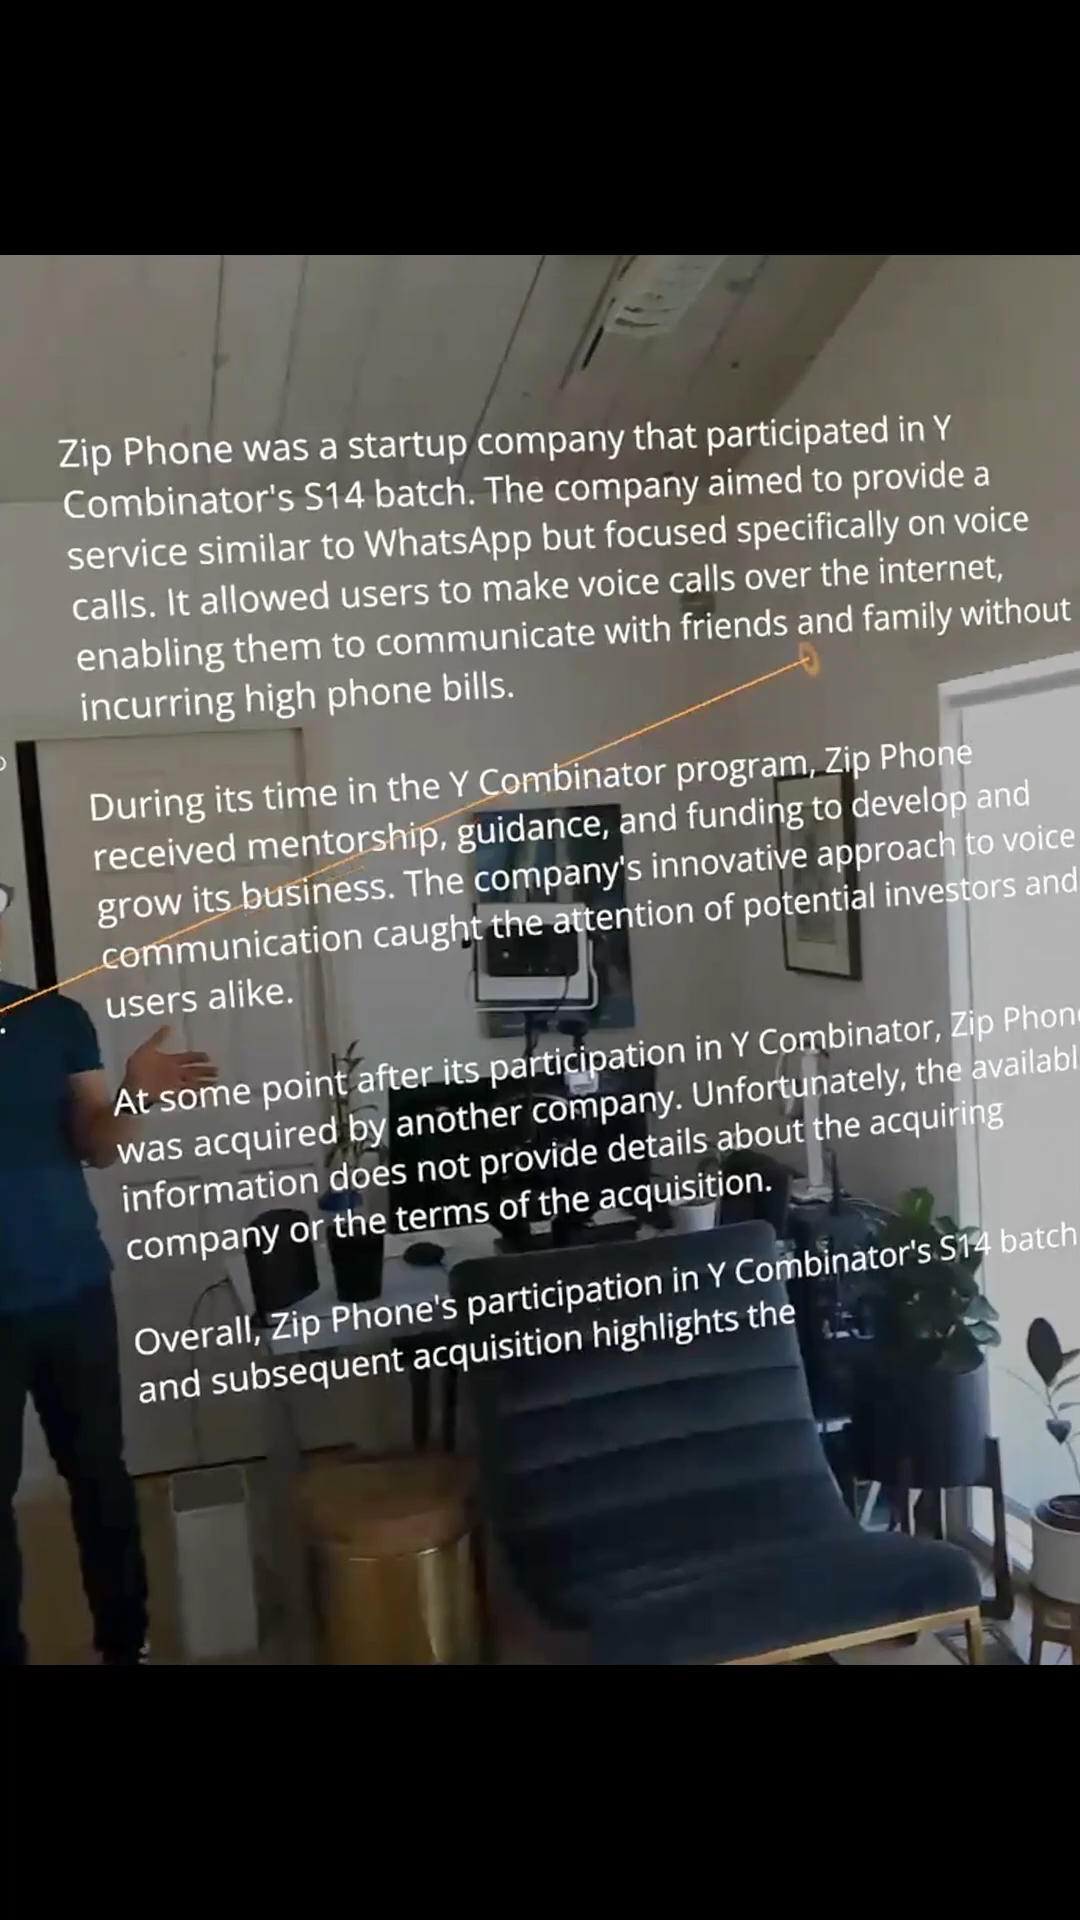 Zip Phone was a startup company that participated in Y
Combinator's S14 batch. The company aimed to provide a
service similar to WhatsApp but focused specifically on voice
calls. It allowed users to make voice calls over the internet,
enabling them to communicate with friends and family without
incurring high phone bills.
During its time in the Y Combinator program, Zip Phone
received mentorship, guidance, and funding to develop and
grow its business. The company's innovative approach to voice
communication caught the attention of potential investors and
users alike.
At some point after its participation in Y Combinator, Zip Phon
was acquired by another company. Unfortunately, the availabl
information does not provide details about the acquiring
company or the terms of the acquisition.
Overall, Zip Phone's participation in Y Combinator's S14 batch
and subsequent acquisition highlights the